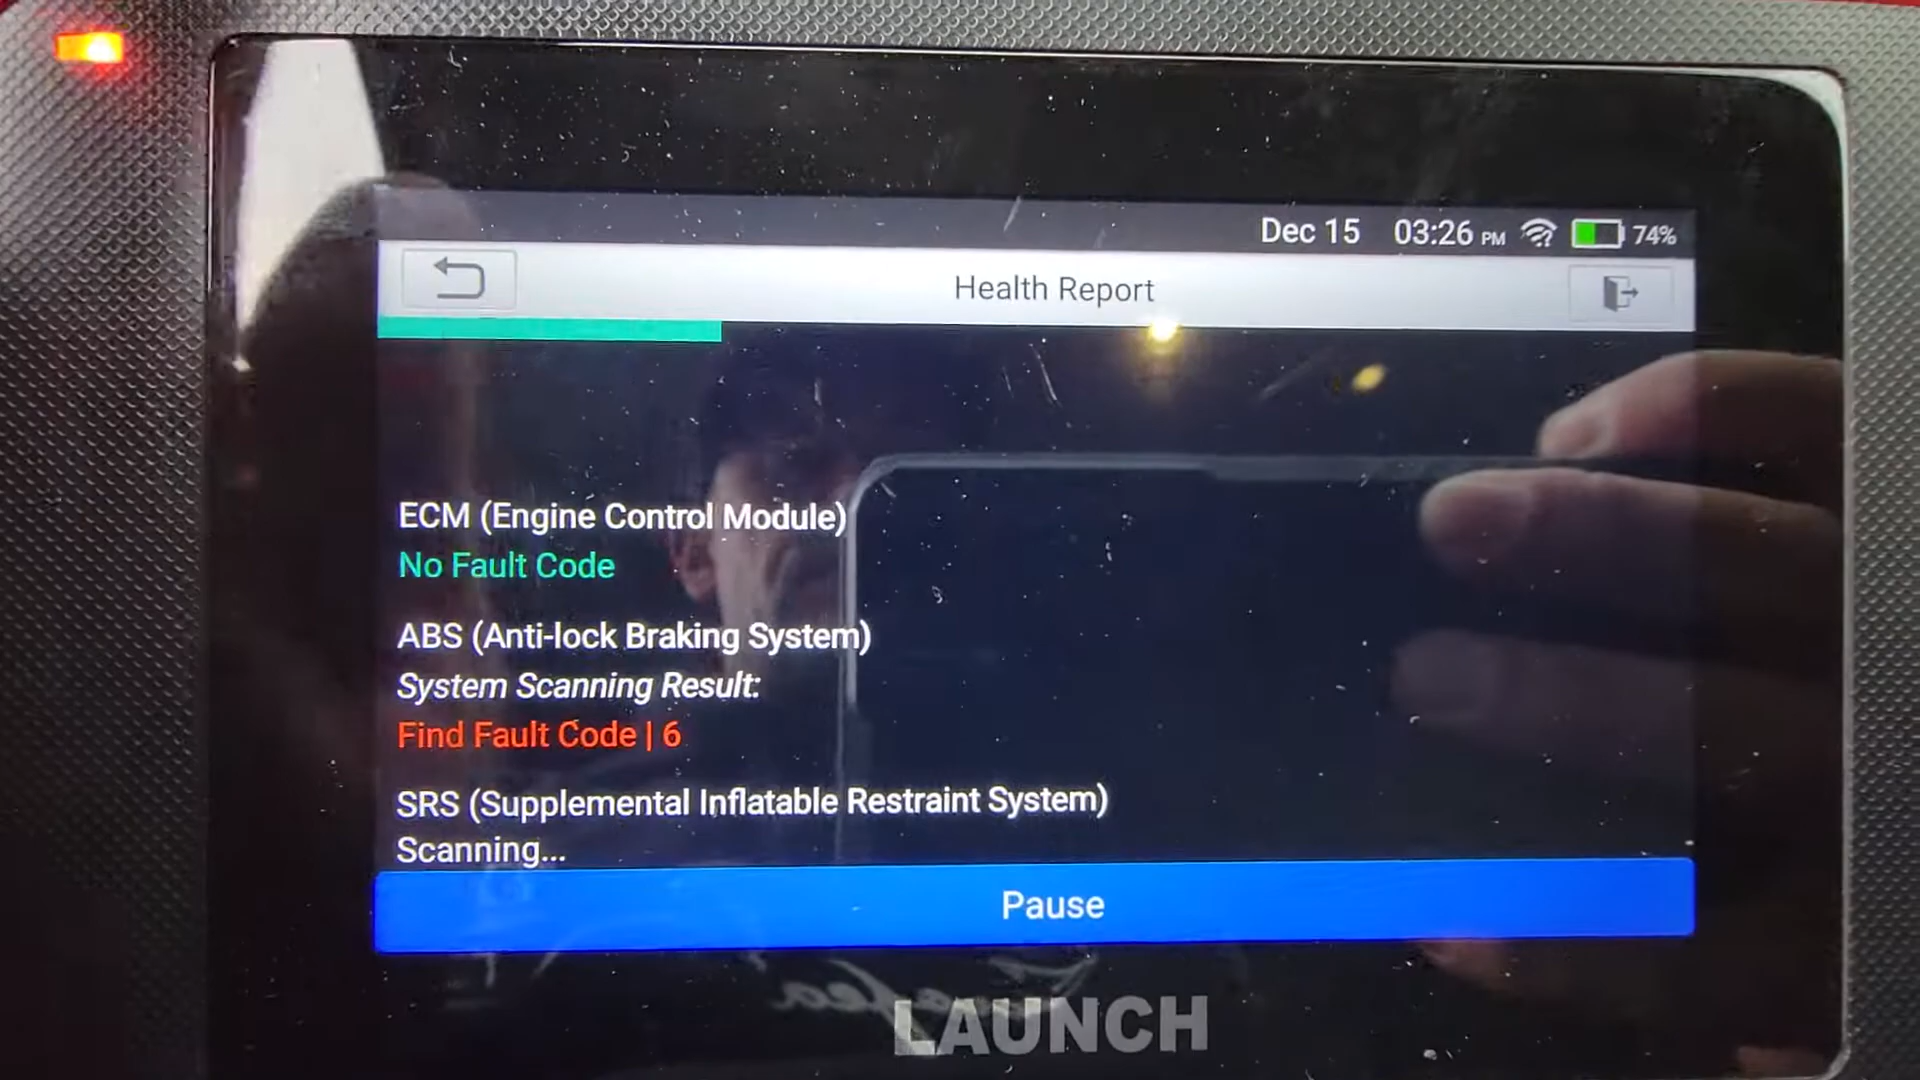 Dec 15 03:26 PM 74%
Health Report
ECM (Engine Control Module)
No Fault Code
ABS (Anti-lock Braking System)
System Scanning Result:
Find Fault Code | 6
SRS (Supplemental Inflatable Restraint System)
Scanning...
Pause
LAUNCH